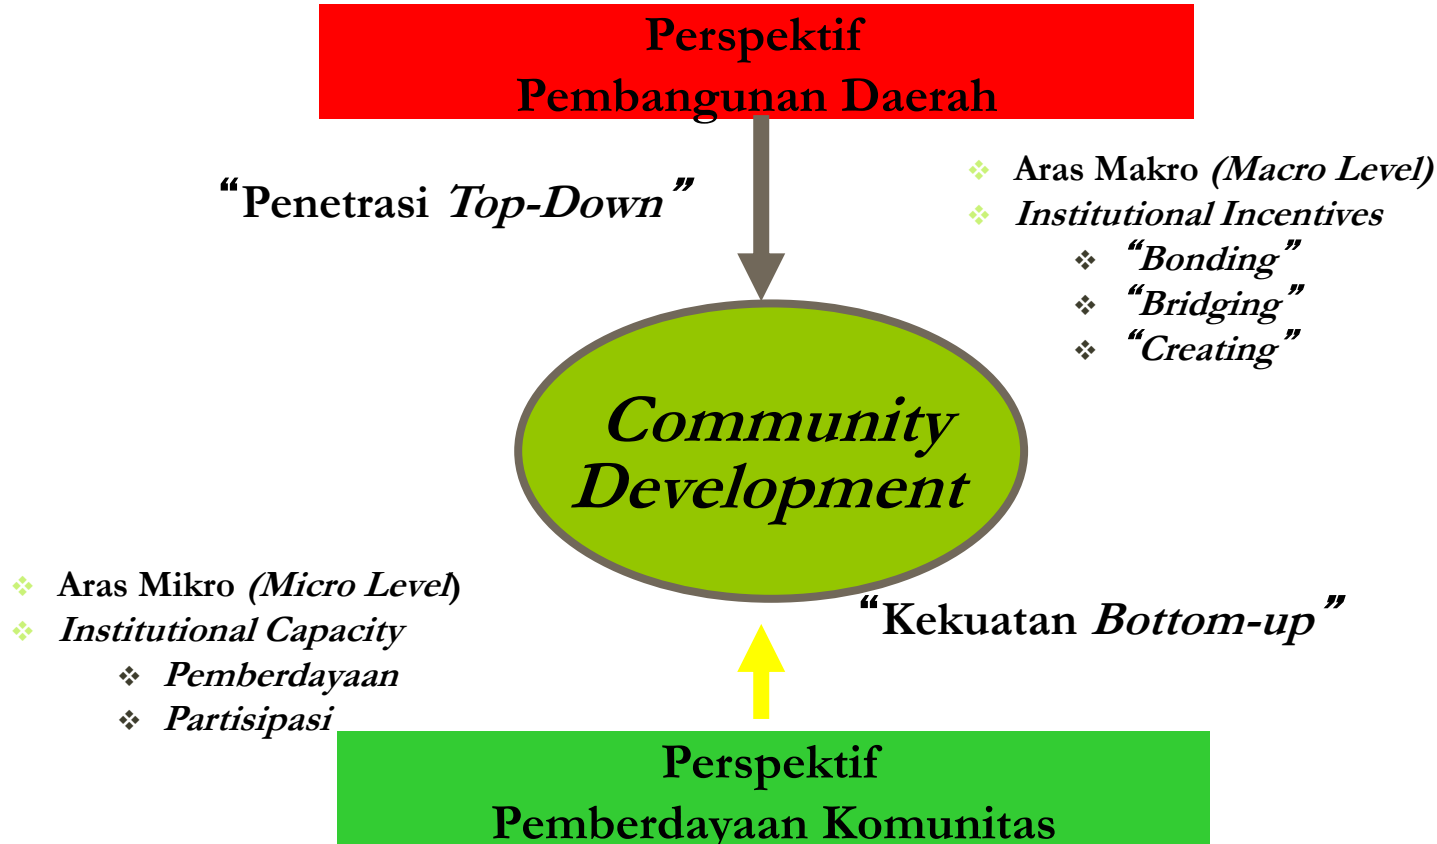 Perspektif
Pembangunan Daerah
“Penetrasi Top-Down”
❖ Aras Makro (Macro Level)
❖ Institutional Incentives
❖ “Bonding”
❖ “Bridging”
❖ “Creating”
Community
Development
❖ Aras Mikro (Micro Level)
❖ Institutional Capacity
❖ Pemberdayaan
❖ Partisipasi
“Kekuatan Bottom-up”
Perspektif
Pemberdayaan Komunitas